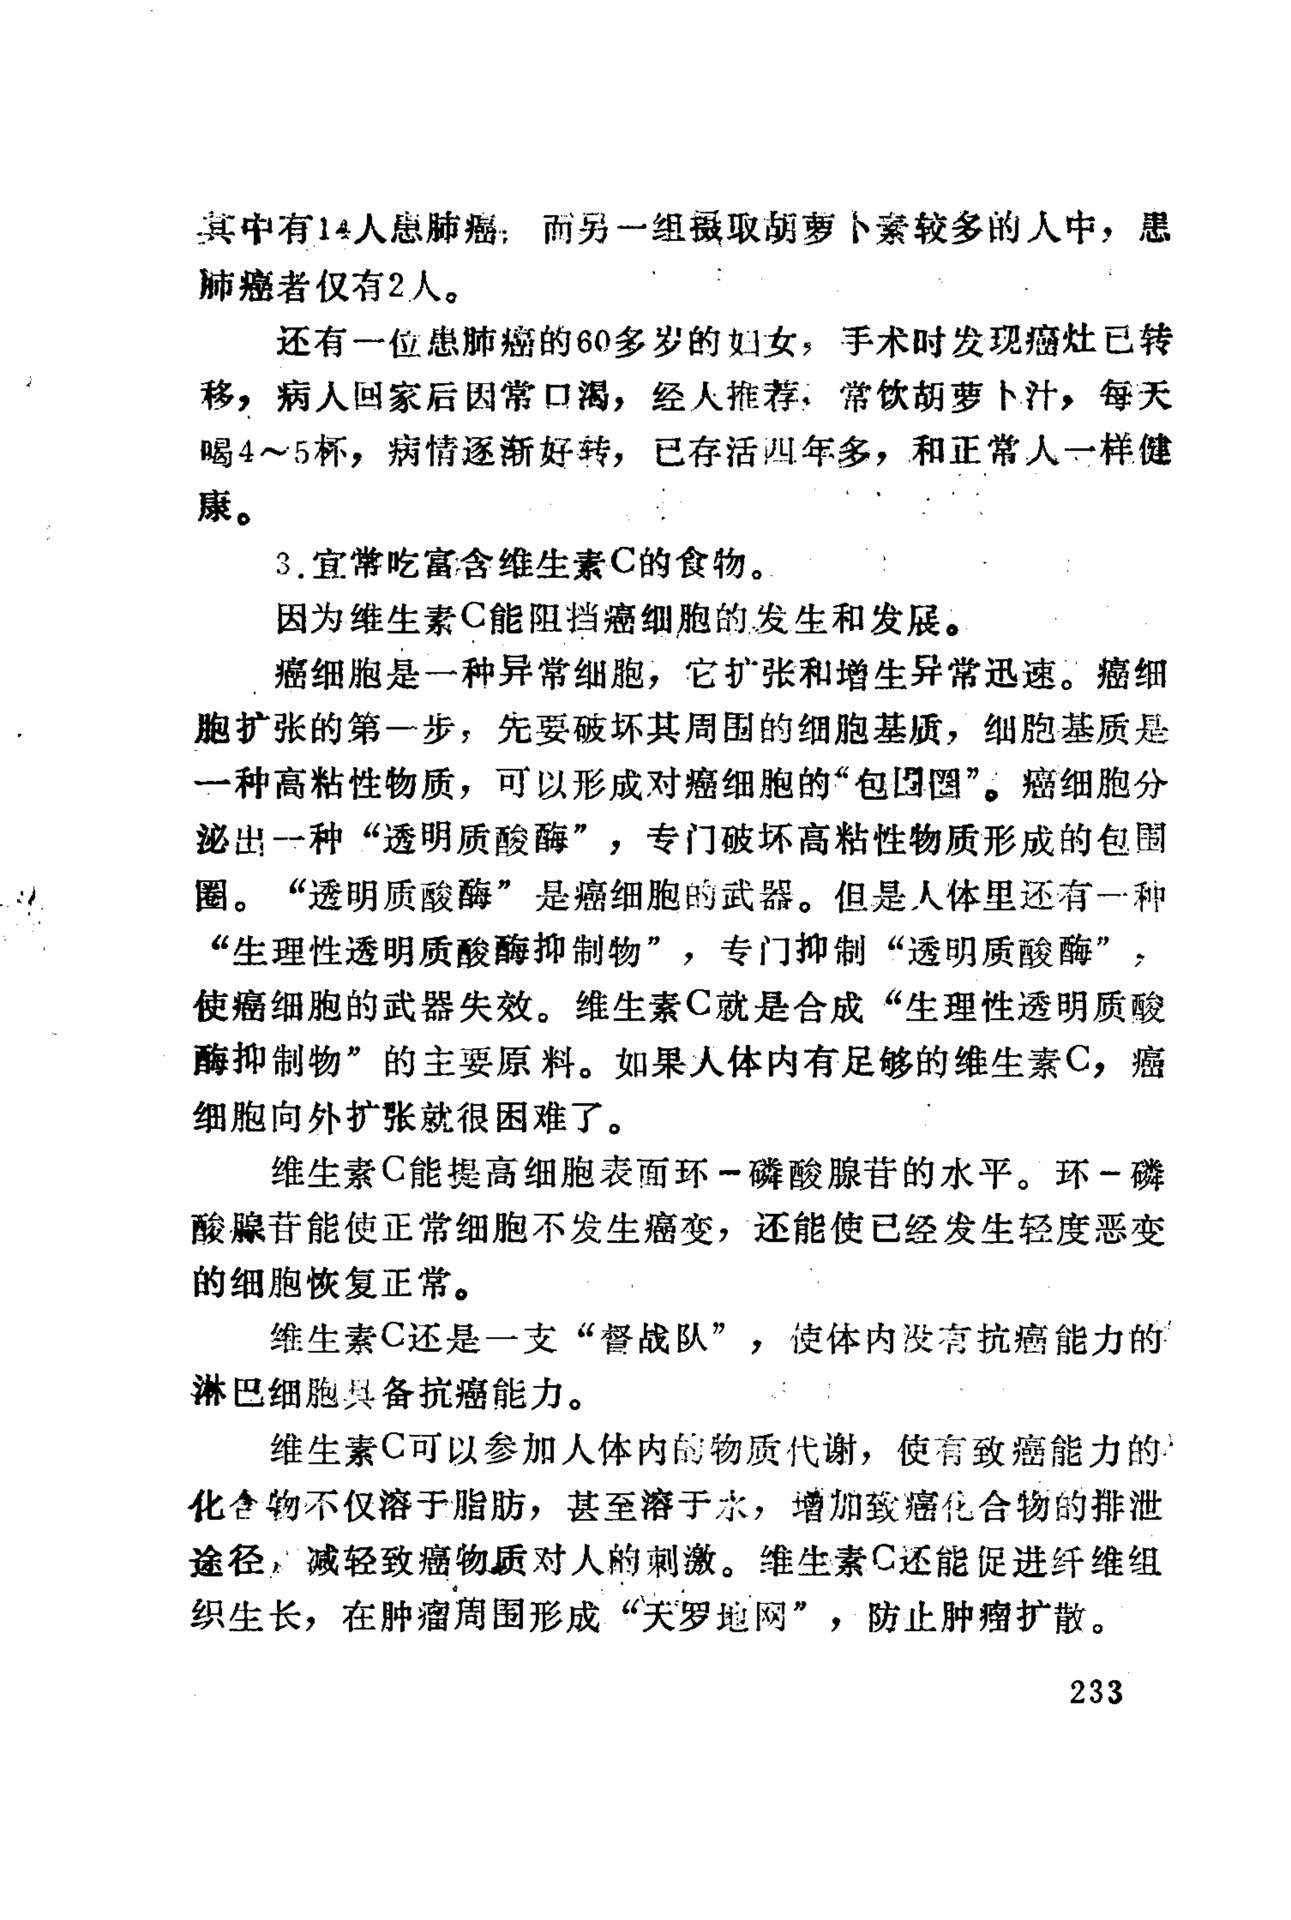 其中有14人患肺癌；而另一组摄取胡萝卜素较多的人中，患
肺癌者仅有2人。
还有一位患肺癌的60多岁的妇女，手术时发现癌灶已转
移，病人回家后因常口渴，经人推荐，常饮胡萝卜汁，每天
喝4～5杯，病情逐渐好转，已存活四年多，和正常人一样健
康。
3.宜常吃富含维生素C的食物。
因为维生素C能阻挡癌细胞的发生和发展。
癌细胞是一种异常细胞，它扩张和增生异常迅速。癌细
胞扩张的第一步，先要破坏其周围的细胞基质，细胞基质是
一种高粘性物质，可以形成对癌细胞的“包围圈”。癌细胞分
泌出一种“透明质酸酶”，专门破坏高粘性物质形成的包围
圈。“透明质酸酶”是癌细胞的武器。但是人体里还有一种
“生理性透明质酸酶抑制物”，专门抑制“透明质酸酶”，
使癌细胞的武器失效。维生素C就是合成“生理性透明质酸
酶抑制物”的主要原料。如果人体内有足够的维生素C，癌
细胞向外扩张就很困难了。
维生素C能提高细胞表面环－磷酸腺苷的水平。环－磷
酸腺苷能使正常细胞不发生癌变，还能使已经发生轻度恶变
的细胞恢复正常。
维生素C还是一支“督战队”，使体内没有抗癌能力的
淋巴细胞具备抗癌能力。
维生素C可以参加人体内的物质代谢，使有致癌能力的
化合物不仅溶于脂肪，甚至溶于水，增加致癌化合物的排泄
途径，减轻致癌物质对人的刺激。维生素C还能促进纤维组
织生长，在肿瘤周围形成“天罗地网”，防止肿瘤扩散。
233